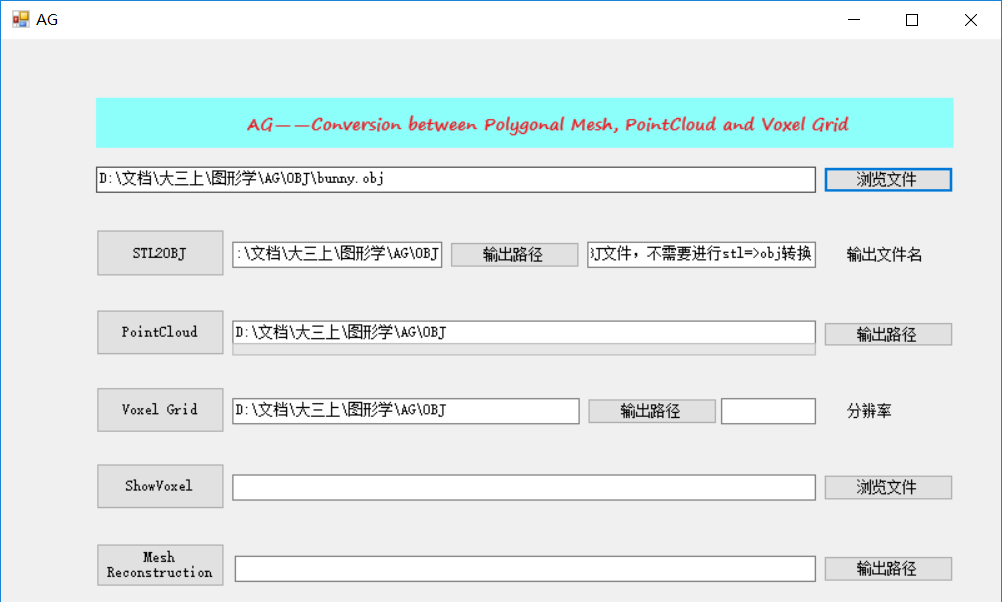 AG
AG——Conversion between Polygonal Mesh, PointCloud and Voxel Grid
D:\文档\大三上\图形学\AG\OBJ\bunny.obj
浏览文件
STL2OBJ
:\文档\大三上\图形学\AG\OBJ
输出路径
文件，不需要进行stl=>obj转换
输出文件名
PointCloud
D:\文档\大三上\图形学\AG\OBJ
输出路径
Voxel Grid
D:\文档\大三上\图形学\AG\OBJ
输出路径
分辨率
ShowVoxel
浏览文件
Mesh
Reconstruction
输出路径